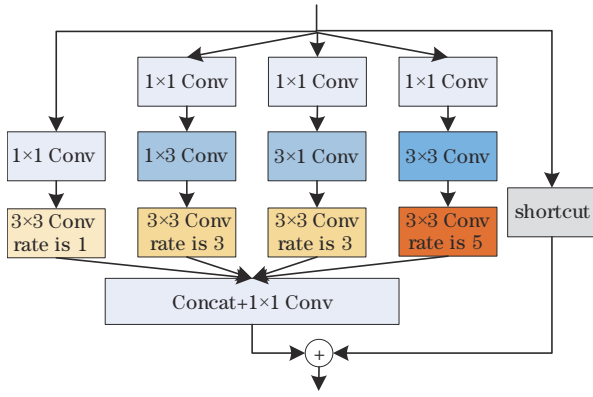 1×1 Conv
1×1 Conv
1×1 Conv
1×1 Conv
1×3 Conv
3×1 Conv
3×3 Conv
3×3 Conv
rate is 1
3×3 Conv
rate is 3
3×3 Conv
rate is 3
3×3 Conv
rate is 5
shortcut
Concat+1×1 Conv
+